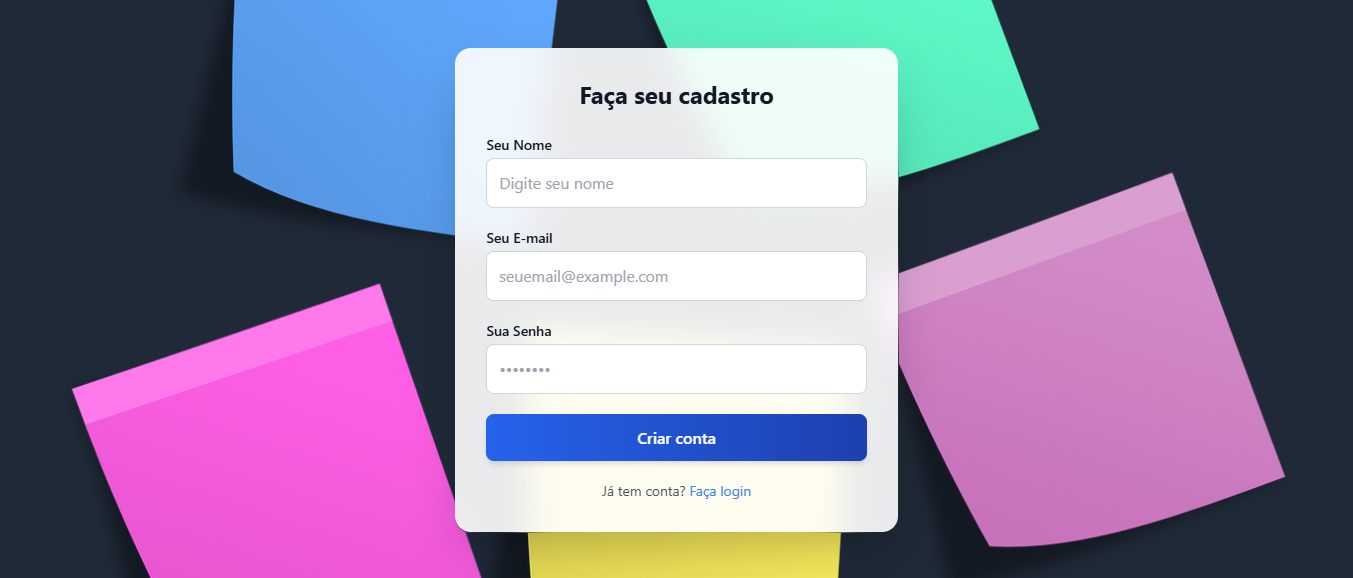 Faça seu cadastro
Seu Nome
Digite seu nome
Seu E-mail
seuemail@example.com
Sua Senha
••••••••
Criar conta
Já tem conta? Faça login